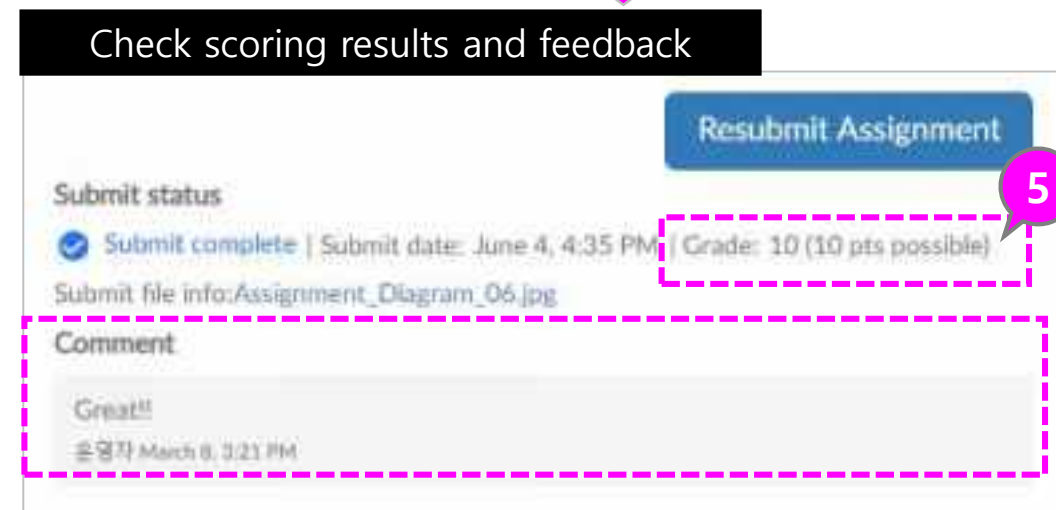 Check scoring results and feedback
Resubmit Assignment
5
Submit status
Submit complete | Submit date: June 4, 4:35 PM | Grade: 10 (10 pts possible)
Submit file info:Assignment_Diagram_06.jpg
Comment
Great!!
운영자 March 8, 3:21 PM